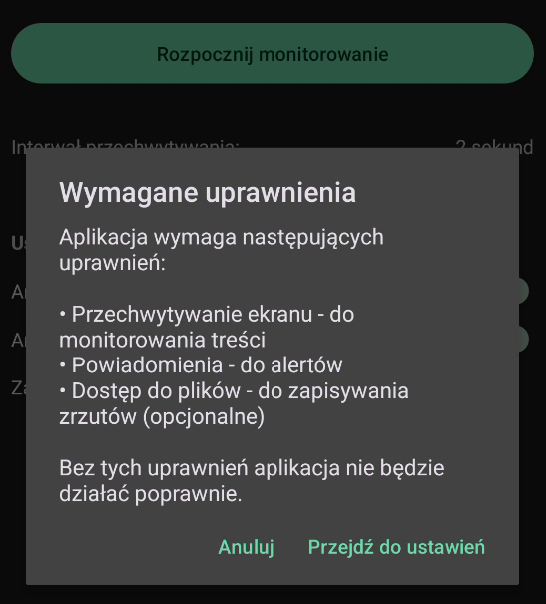 Rozpocznij monitorowanie
Interwał przechwytywania: 2 sekund
Wymagane uprawnienia
Aplikacja wymaga następujących
uprawnień:
• Przechwytywanie ekranu - do
monitorowania treści
• Powiadomienia - do alertów
• Dostęp do plików - do zapisywania
zrzutów (opcjonalne)
Bez tych uprawnień aplikacja nie będzie
działać poprawnie.
Anuluj Przejdź do ustawień